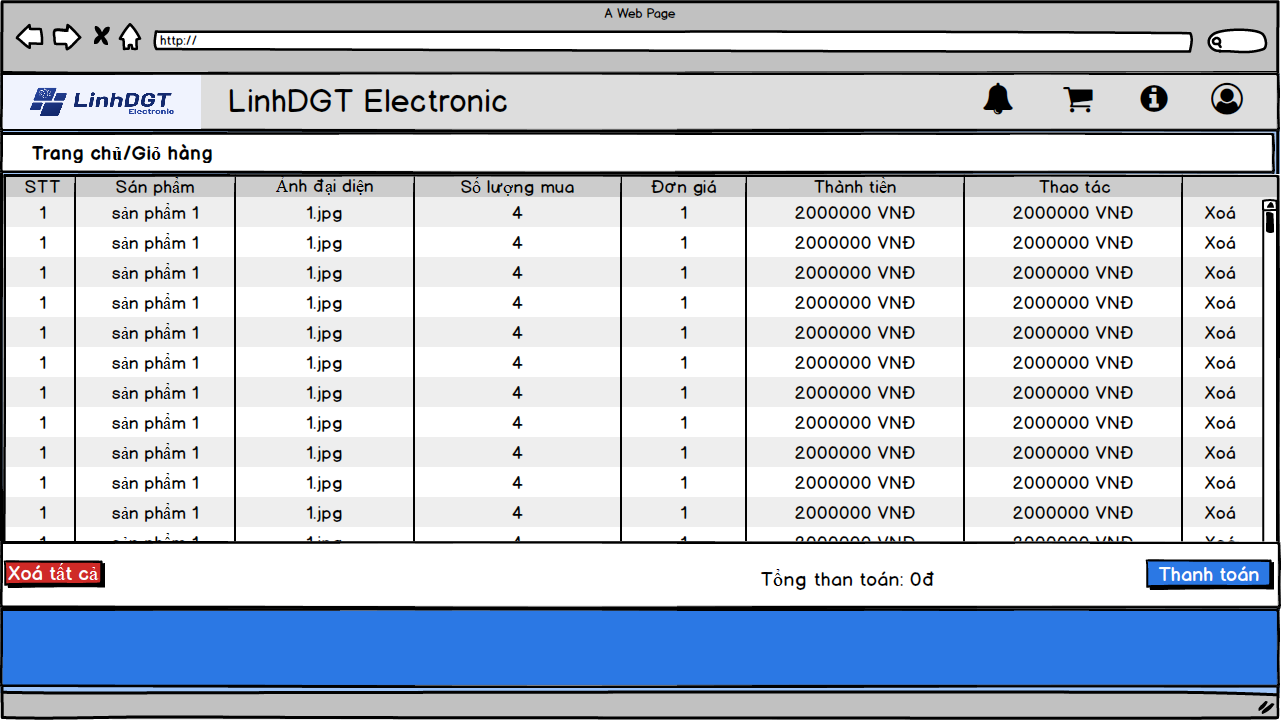 A Web Page
http://
LinhDGT
Electronic
LinhDGT Electronic
Trang chủ/Giỏ hàng
STT Sán phẩm Ảnh đại diện Số lượng mua Đơn giá Thành tiền Thao tác
1 sản phẩm 1 1.jpg 4 1 2000000 VNĐ 2000000 VNĐ Xoá
1 sản phẩm 1 1.jpg 4 1 2000000 VNĐ 2000000 VNĐ Xoá
1 sản phẩm 1 1.jpg 4 1 2000000 VNĐ 2000000 VNĐ Xoá
1 sản phẩm 1 1.jpg 4 1 2000000 VNĐ 2000000 VNĐ Xoá
1 sản phẩm 1 1.jpg 4 1 2000000 VNĐ 2000000 VNĐ Xoá
1 sản phẩm 1 1.jpg 4 1 2000000 VNĐ 2000000 VNĐ Xoá
1 sản phẩm 1 1.jpg 4 1 2000000 VNĐ 2000000 VNĐ Xoá
1 sản phẩm 1 1.jpg 4 1 2000000 VNĐ 2000000 VNĐ Xoá
1 sản phẩm 1 1.jpg 4 1 2000000 VNĐ 2000000 VNĐ Xoá
1 sản phẩm 1 1.jpg 4 1 2000000 VNĐ 2000000 VNĐ Xoá
1 sản phẩm 1 1.jpg 4 1 2000000 VNĐ 2000000 VNĐ Xoá
Xoá tất cả
Tổng than toán: 0đ
Thanh toán